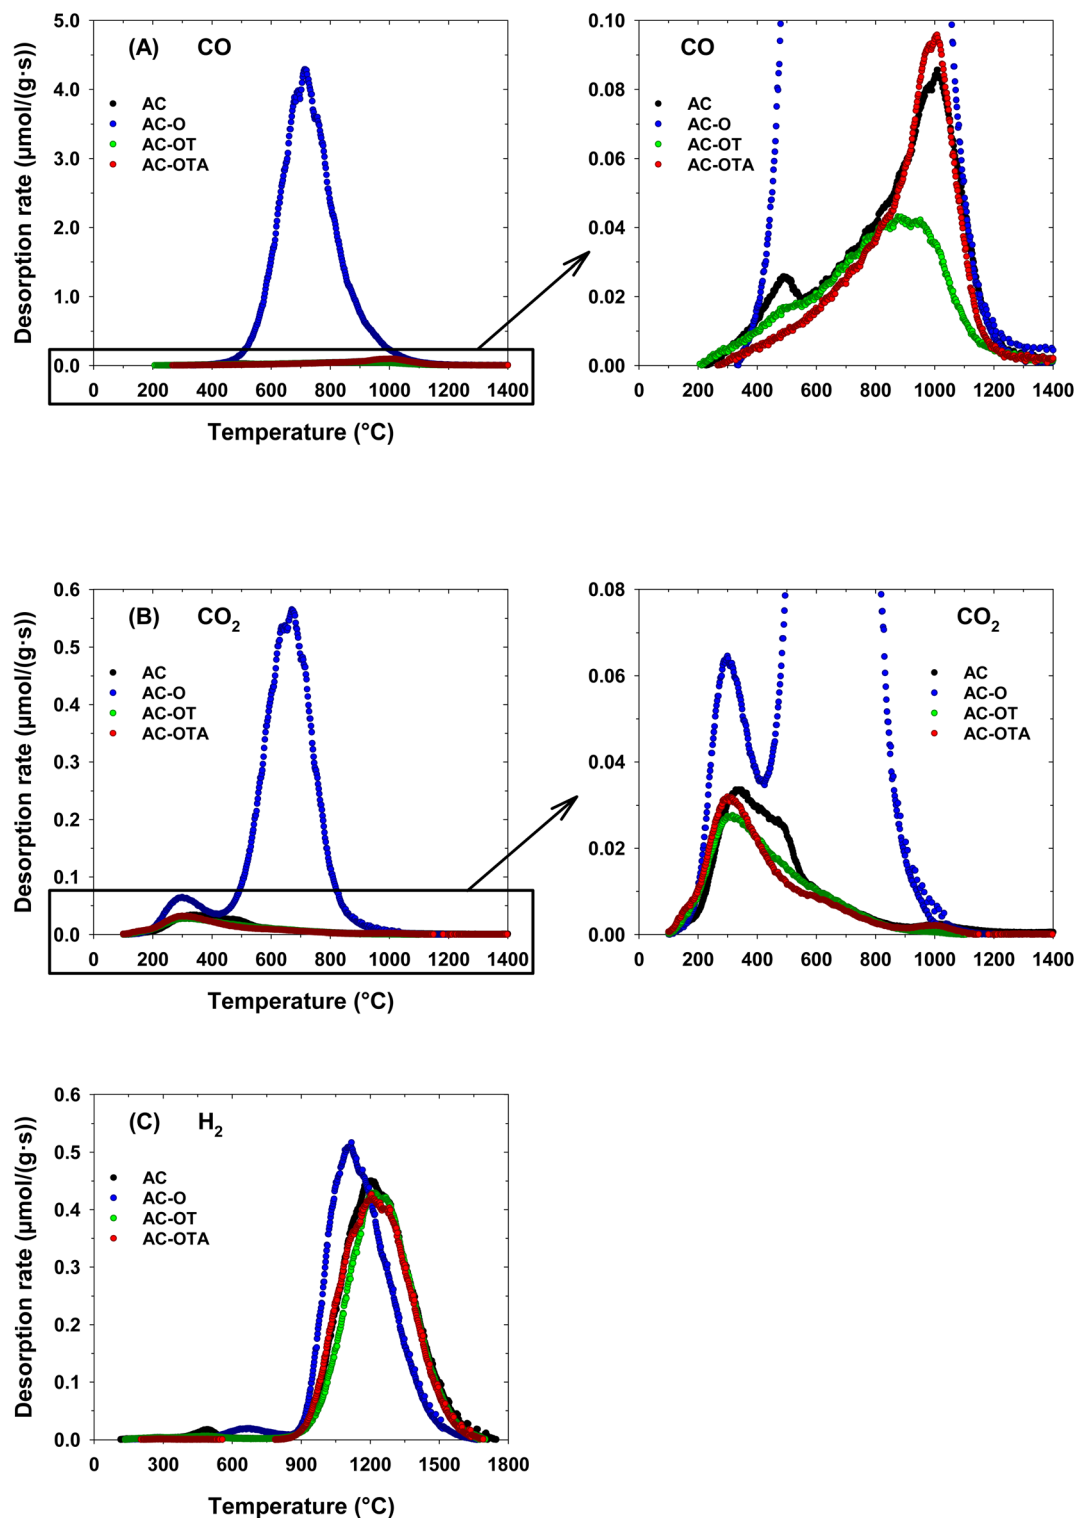 (A) CO
Desorption rate (µmol/(g·s))
5.0
4.0
3.0
2.0
1.0
0.0
AC
AC-O
AC-OT
AC-OTA
0 200 400 600 800 1000 1200 1400
Temperature (°C)
CO
0.10
0.08
0.06
0.04
0.02
0.00
AC
AC-O
AC-OT
AC-OTA
0 200 400 600 800 1000 1200 1400
(B) CO₂
Desorption rate (µmol/(g·s))
0.6
0.5
0.4
0.3
0.2
0.1
0.0
AC
AC-O
AC-OT
AC-OTA
0 200 400 600 800 1000 1200 1400
Temperature (°C)
CO₂
0.08
0.06
0.04
0.02
0.00
AC
AC-O
AC-OT
AC-OTA
0 200 400 600 800 1000 1200 1400
(C) H₂
Desorption rate (µmol/(g·s))
0.6
0.5
0.4
0.3
0.2
0.1
0.0
AC
AC-O
AC-OT
AC-OTA
0 300 600 900 1200 1500 1800
Temperature (°C)